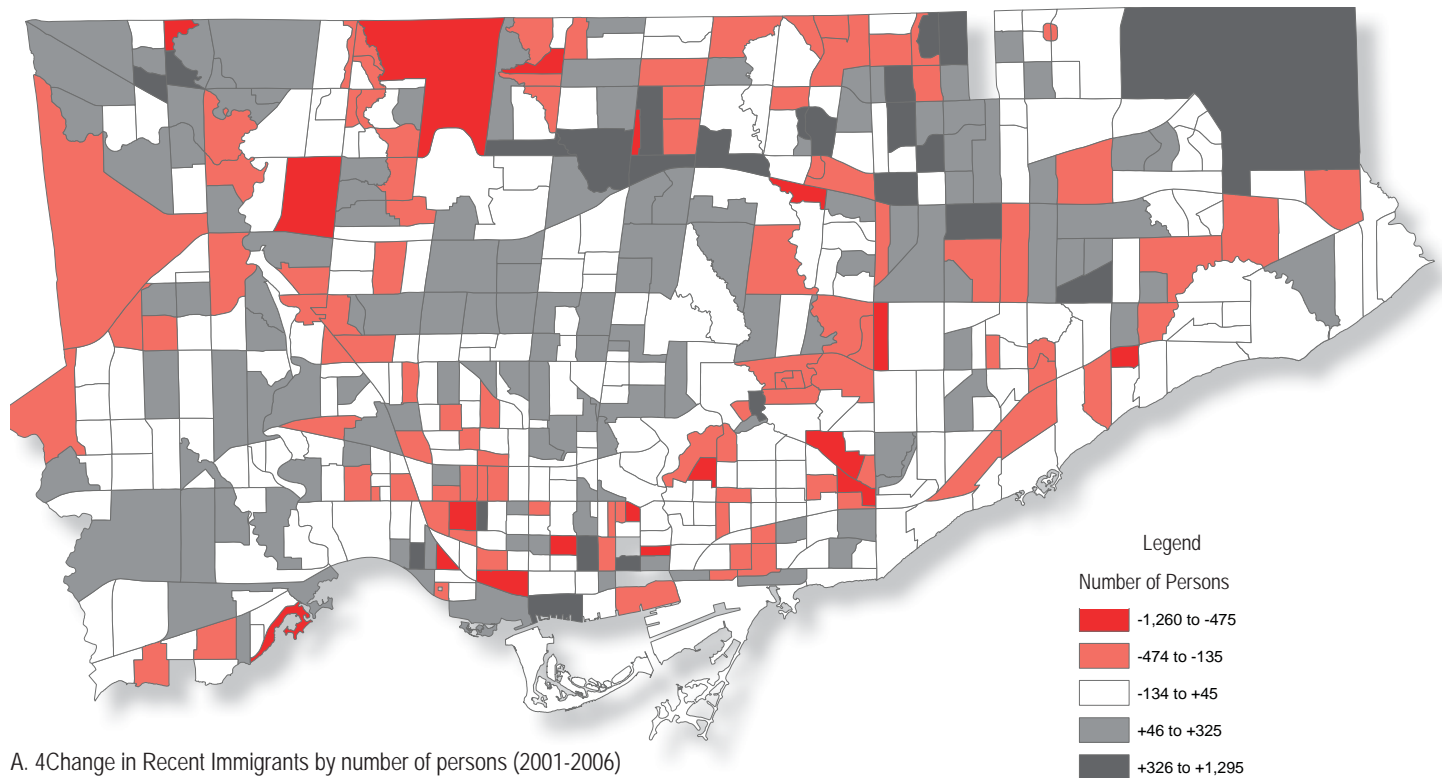 Legend
Number of Persons
-1,260 to -475
-474 to -135
-134 to +45
+46 to +325
+326 to +1,295
A. 4Change in Recent Immigrants by number of persons (2001-2006)